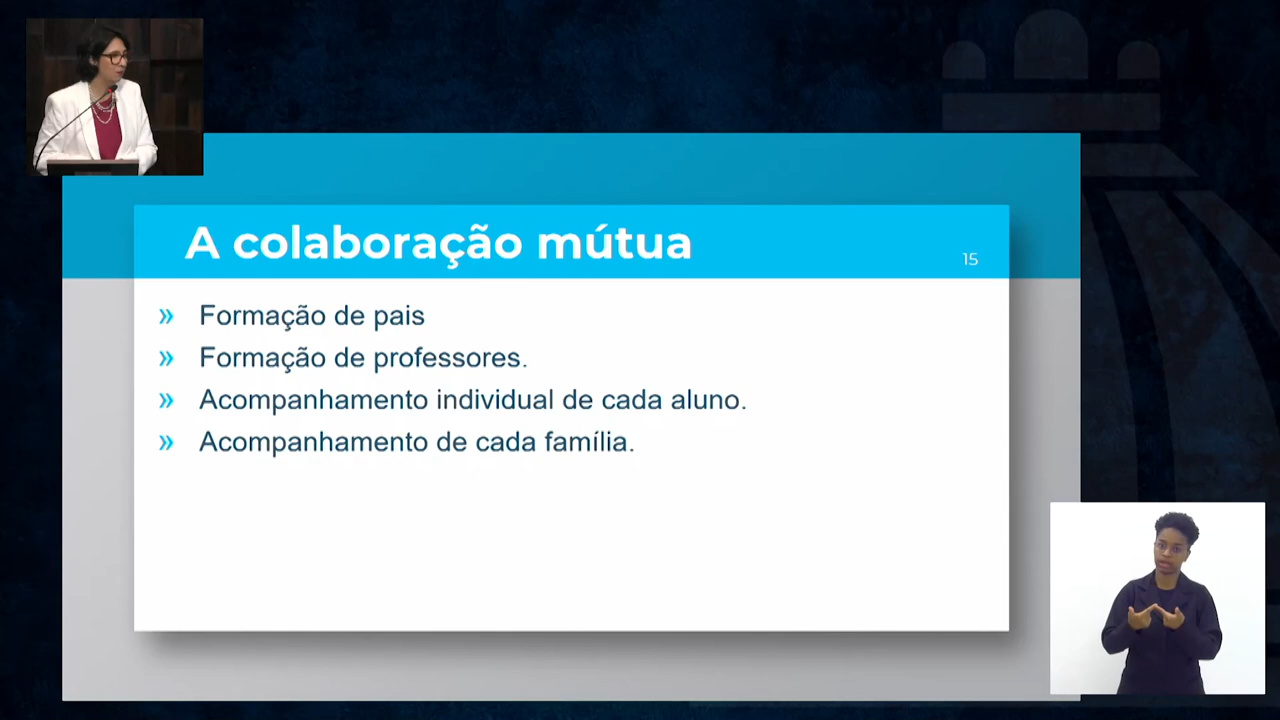 A colaboração mútua
15
» Formação de pais
» Formação de professores.
» Acompanhamento individual de cada aluno.
» Acompanhamento de cada família.